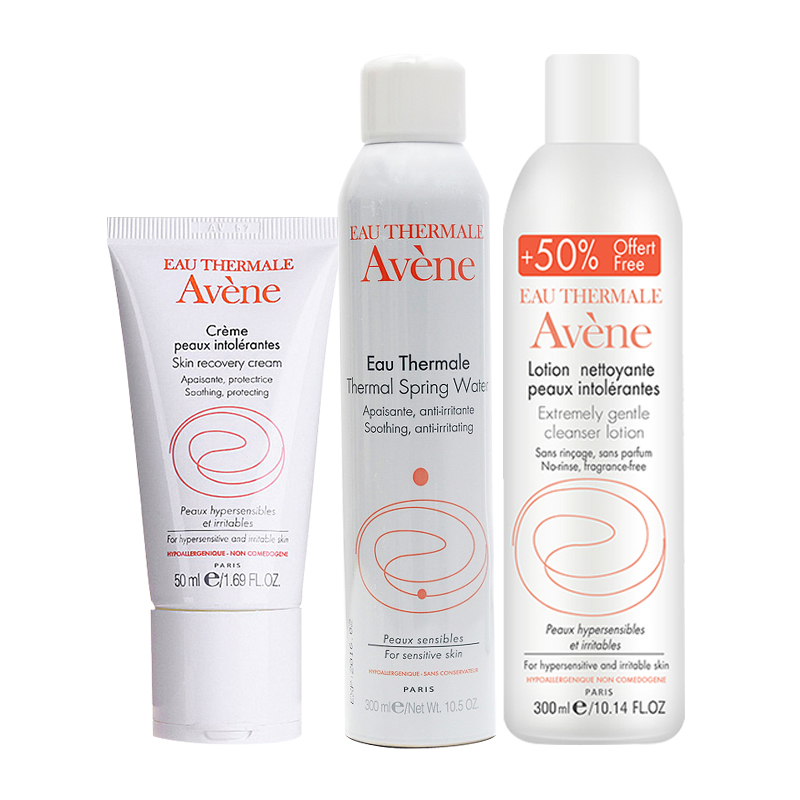 EAU THERMALE
Avène
Crème
peaux intolérantes
Skin recovery cream
Apaisante, protectrice
Soothing, protecting
Peaux hypersensibles
et irritables
For hypersensitive and irritable skin
HYPOALLERGENIQUE - NON COMEDOGENE
PARIS
50 ml e/1.69 FL.OZ.
EAU THERMALE
Avène
Eau Thermale
Thermal Spring Water
Apaisante, anti-irritante
Soothing, anti-irritating
Peaux sensibles
For sensitive skin
HYPOALLERGENIQUE - SANS CONSERVATEUR
PARIS
300 ml e/Net Wt. 10.5 OZ.
+50% Offert
Free
EAU THERMALE
Avène
Lotion nettoyante
peaux intolérantes
Extremely gentle
cleanser lotion
Sans rinçage, sans parfum
No-rinse, fragrance-free
Peaux hypersensibles
et irritables
For hypersensitive and irritable skin
HYPOALLERGENIQUE NON COMEDOGENE
PARIS
300 ml e/10.14 FL.OZ